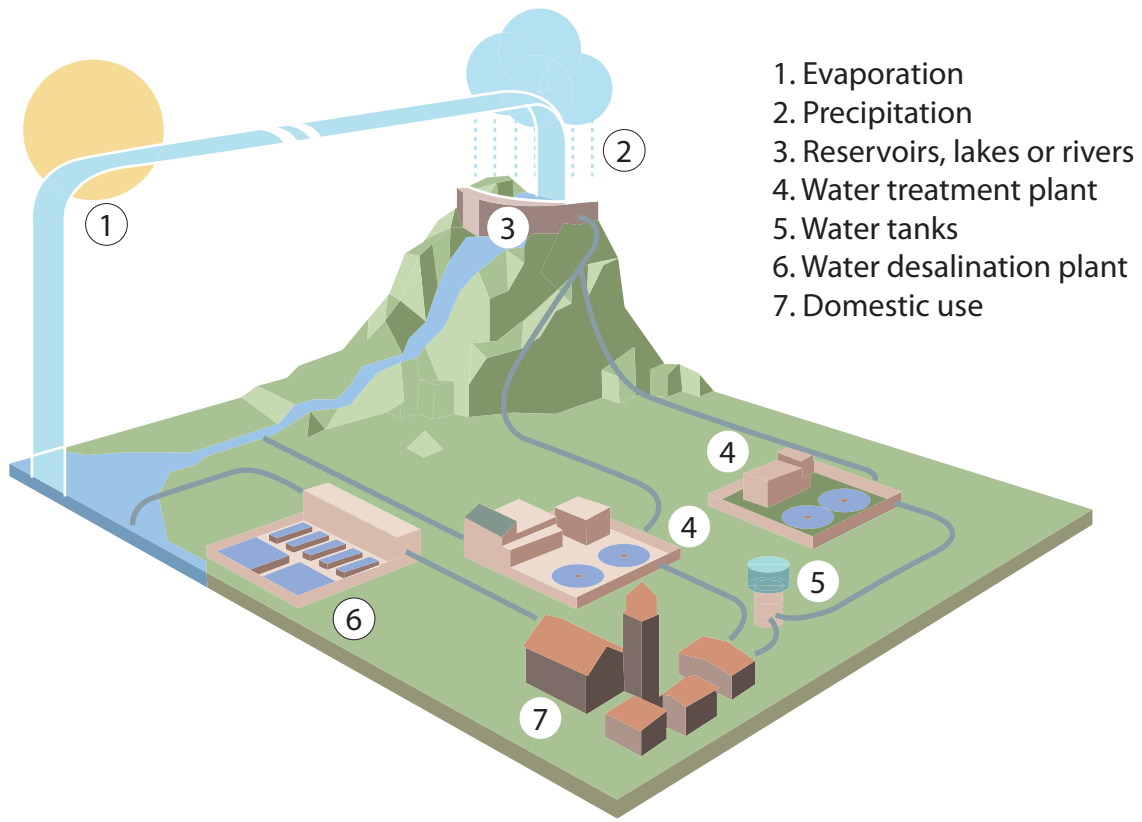 1. Evaporation
2. Precipitation
3. Reservoirs, lakes or rivers
4. Water treatment plant
5. Water tanks
6. Water desalination plant
7. Domestic use
1
2
3
4
4
5
6
7